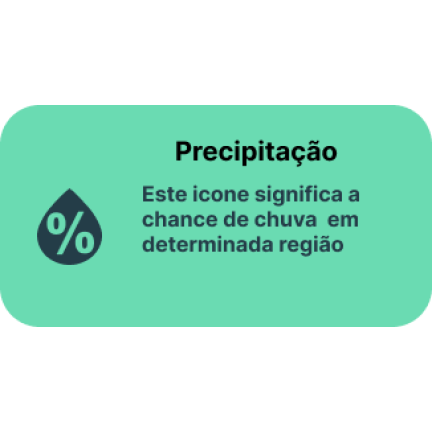 Precipitação
Este icone significa a
chance de chuva  em
determinada região
%